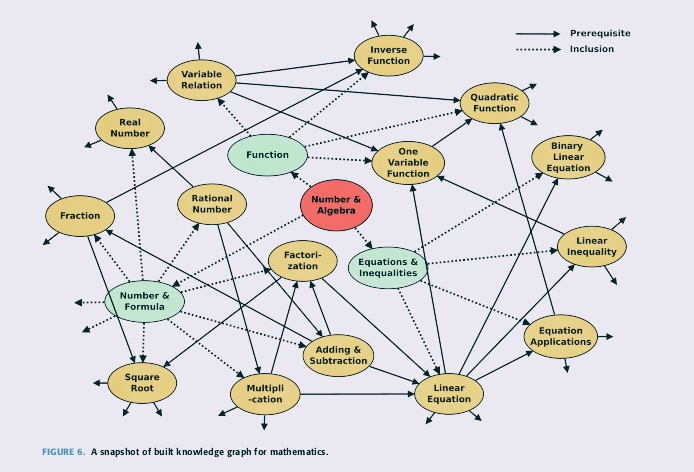 Inverse
Function
Prerequisite
Inclusion
Variable
Relation
Quadratic
Function
Real
Number
Function
One
Variable
Function
Binary
Linear
Equation
Fraction
Rational
Number
Number &
Algebra
Linear
Inequality
Factori-
zation
Equations &
Inequalities
Number &
Formula
Equation
Applications
Adding &
Subtraction
Square
Root
Multipli
-cation
Linear
Equation
FIGURE 6. A snapshot of built knowledge graph for mathematics.